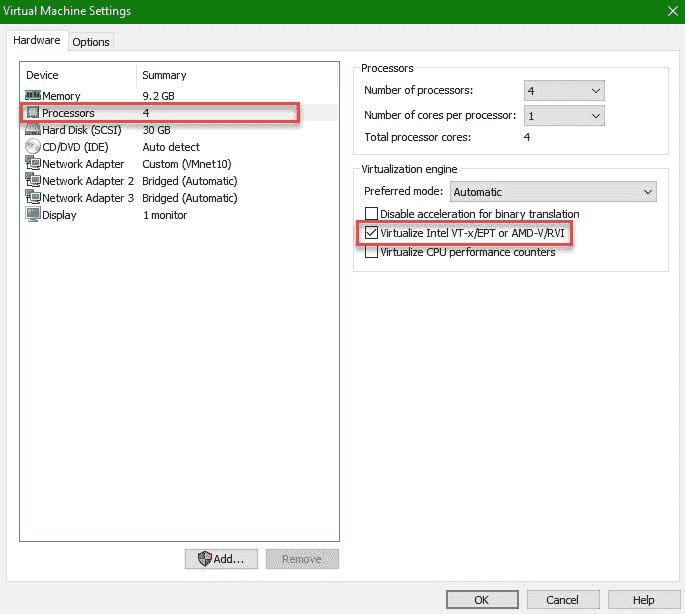 Virtual Machine Settings
Hardware Options
Device Summary
Memory 9.2 GB
Processors 4
Hard Disk (SCSI) 30 GB
CD/DVD (IDE) Auto detect
Network Adapter Custom (VMnet10)
Network Adapter 2 Bridged (Automatic)
Network Adapter 3 Bridged (Automatic)
Display 1 monitor
Add... Remove
Processors
Number of processors: 4
Number of cores per processor: 1
Total processor cores: 4
Virtualization engine
Preferred mode: Automatic
Disable acceleration for binary translation
Virtualize Intel VT-x/EPT or AMD-V/RVI
Virtualize CPU performance counters
OK Cancel Help